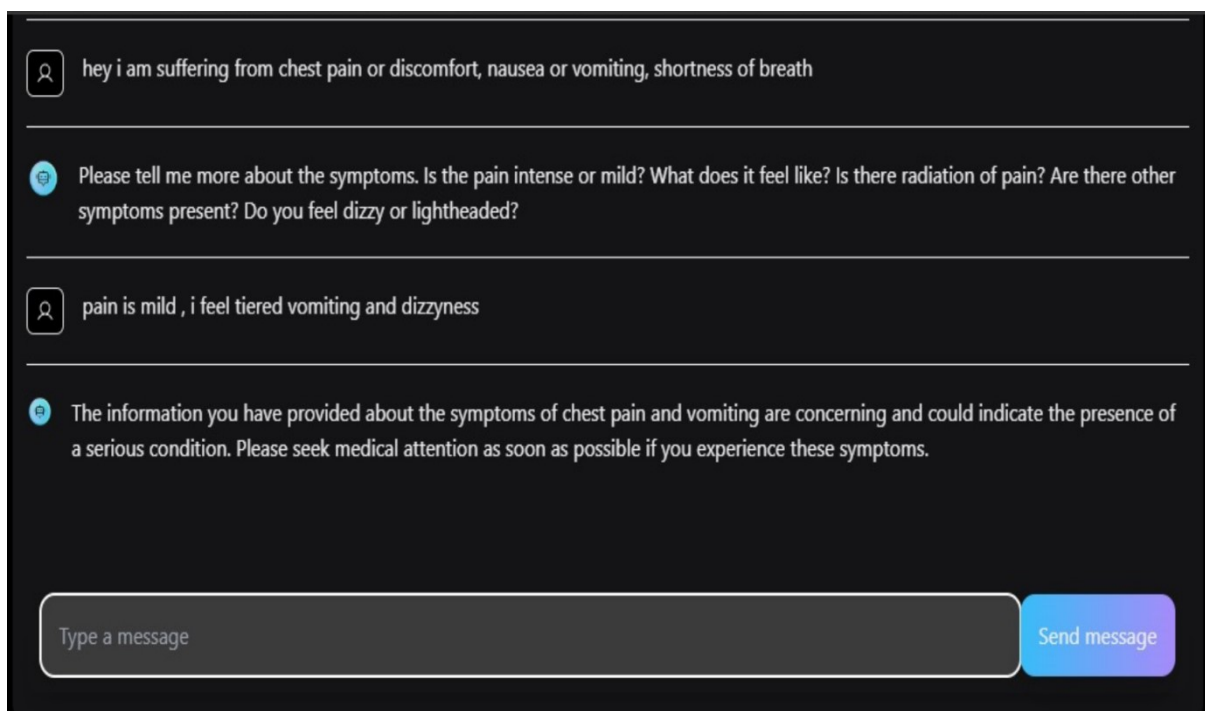 hey i am suffering from chest pain or discomfort, nausea or vomiting, shortness of breath
Please tell me more about the symptoms. Is the pain intense or mild? What does it feel like? Is there radiation of pain? Are there other
symptoms present? Do you feel dizzy or lightheaded?
pain is mild , i feel tiered vomiting and dizzyness
The information you have provided about the symptoms of chest pain and vomiting are concerning and could indicate the presence of
a serious condition. Please seek medical attention as soon as possible if you experience these symptoms.
Type a message
Send message